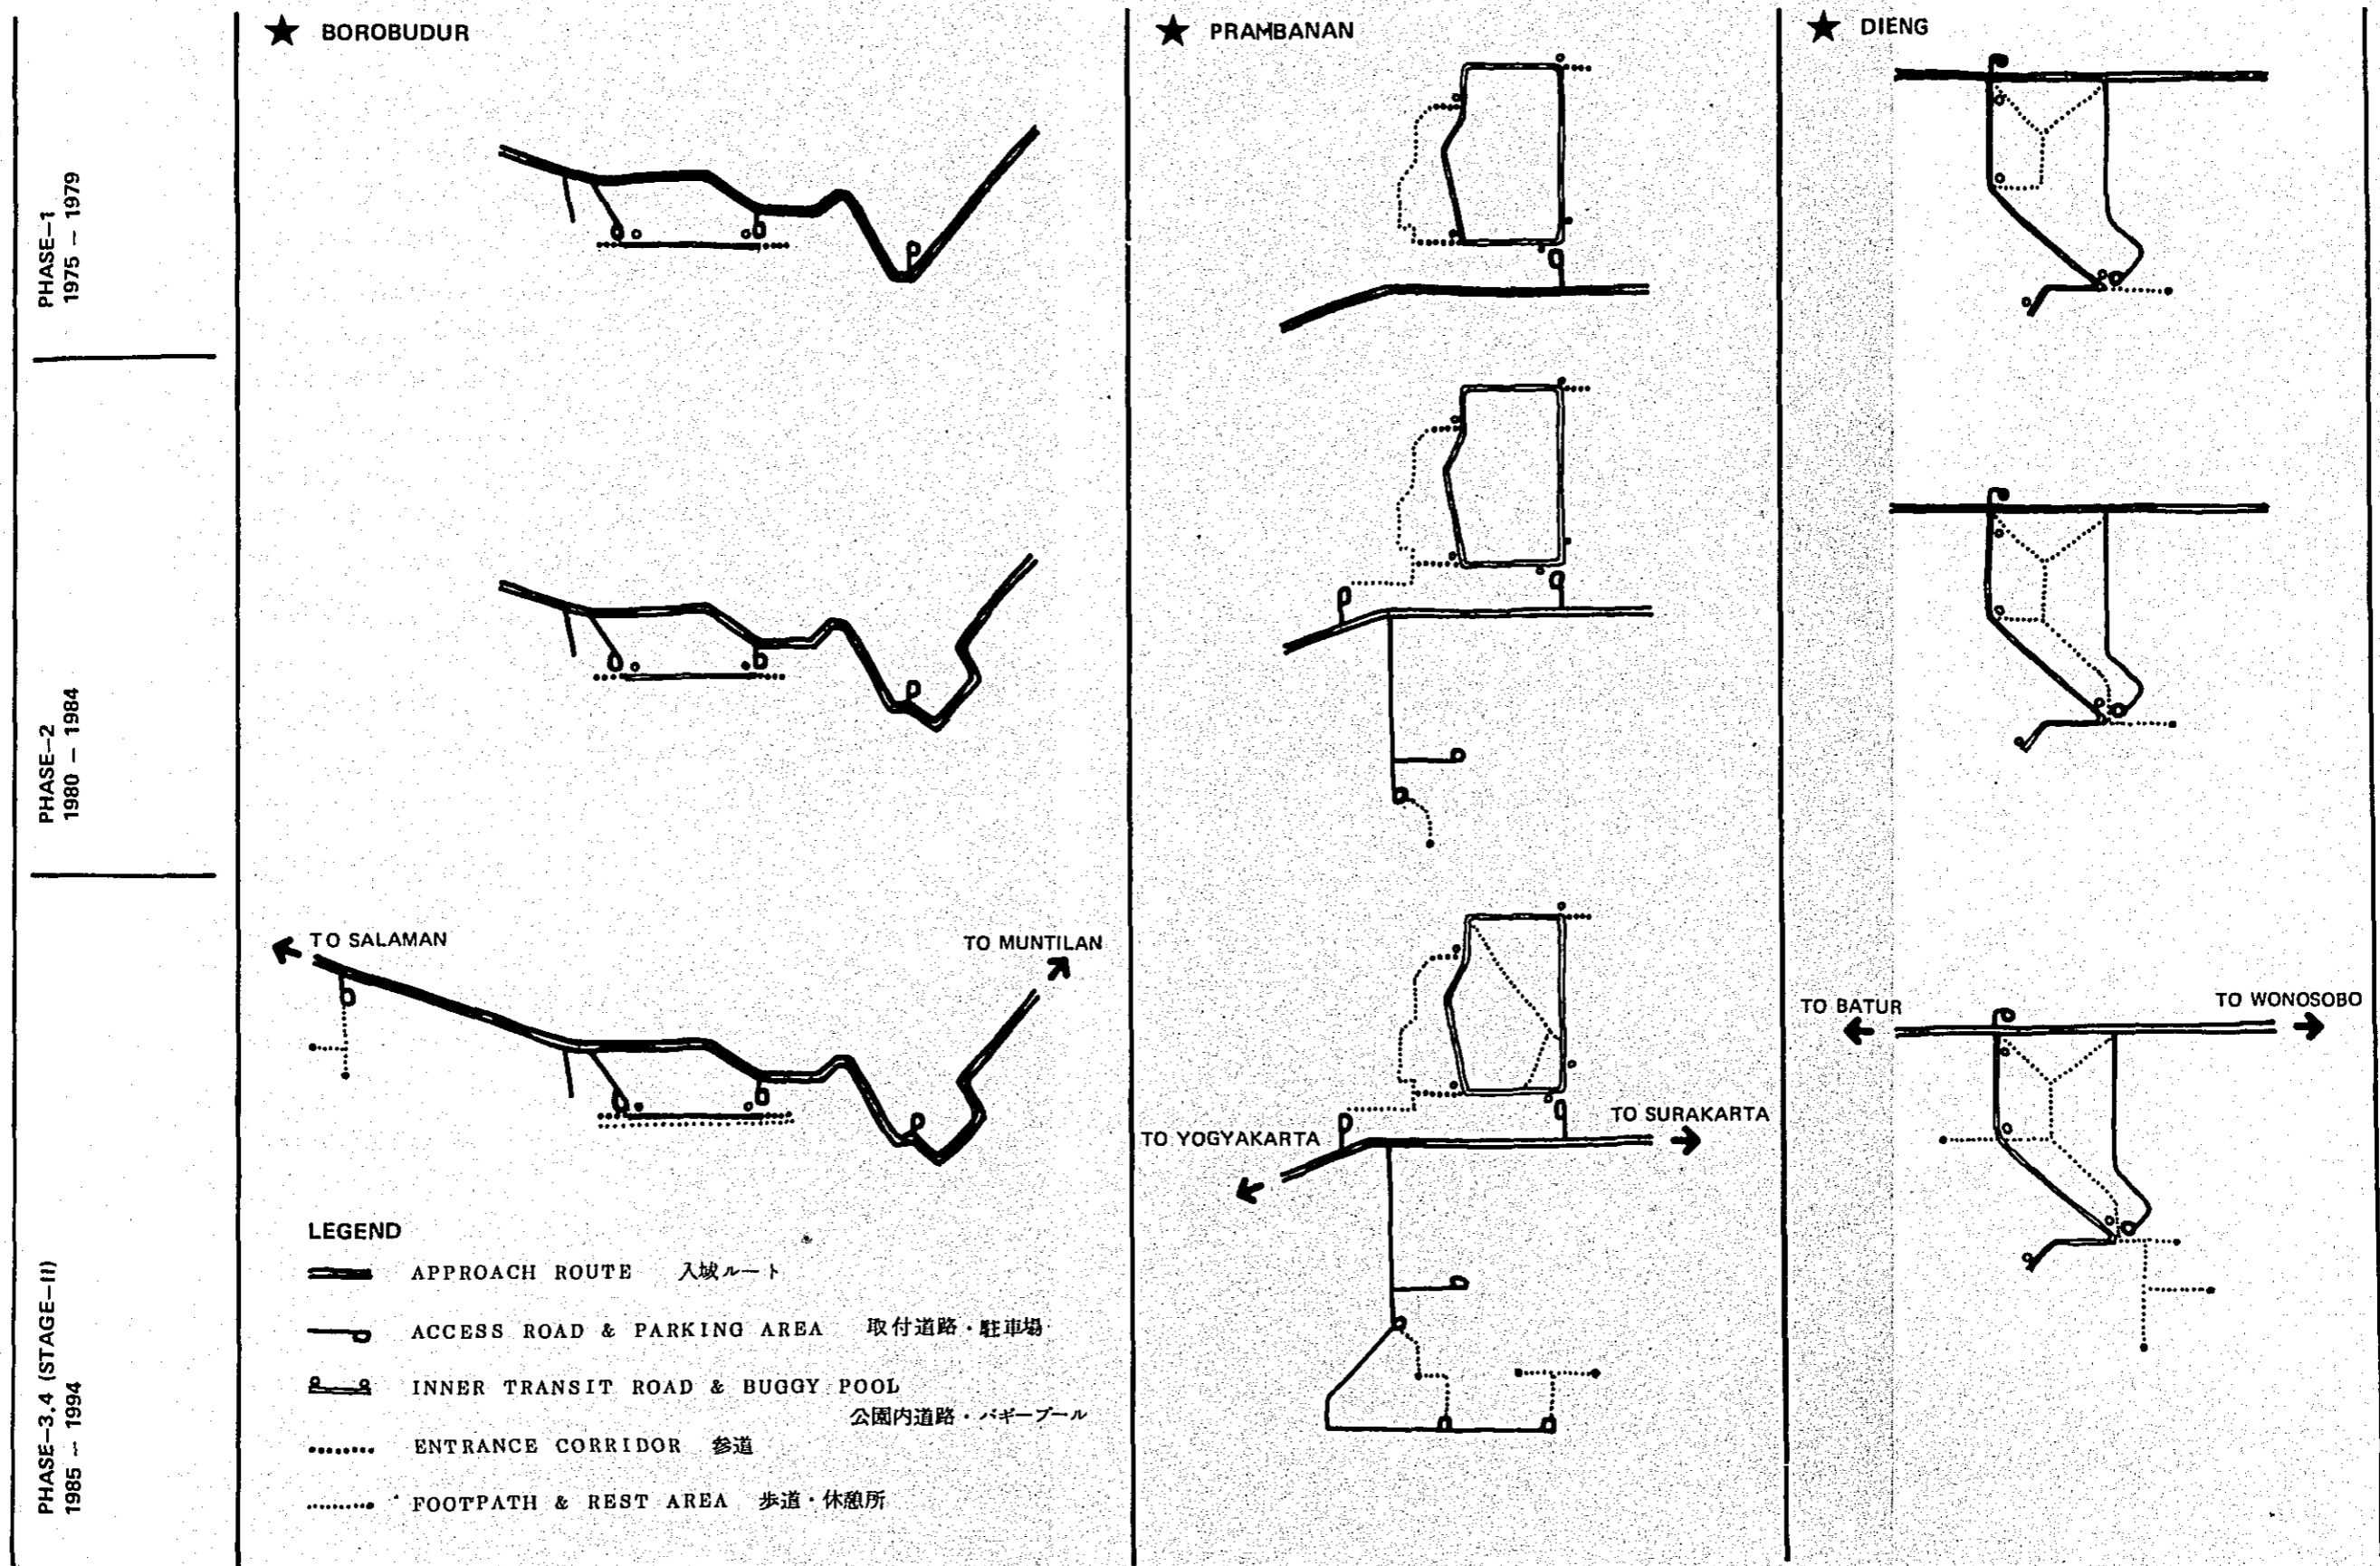 ★ BOROBUDUR
★ PRAMBANAN
★ DIENG
PHASE-1
1975 – 1979
PHASE-2
1980 – 1984
PHASE-3,4 (STAGE-II)
1985 – 1994
TO SALAMAN
TO MUNTILAN
TO YOGYAKARTA
TO SURAKARTA
TO BATUR
TO WONOSOBO
LEGEND
APPROACH ROUTE 入城ルート
ACCESS ROAD & PARKING AREA 取付道路・駐車場
INNER TRANSIT ROAD & BUGGY POOL
公園内道路・バギープール
ENTRANCE CORRIDOR 参道
FOOTPATH & REST AREA 歩道・休憩所